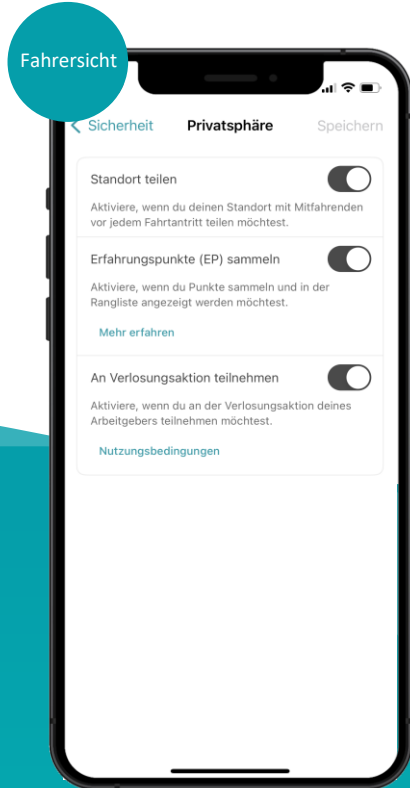 Fahrersicht
Sicherheit Privatsphäre Speichern
Standort teilen
Aktiviere, wenn du deinen Standort mit Mitfahrenden
vor jedem Fahrtantritt teilen möchtest.
Erfahrungspunkte (EP) sammeln
Aktiviere, wenn du Punkte sammeln und in der
Rangliste angezeigt werden möchtest.
Mehr erfahren
An Verlosungsaktion teilnehmen
Aktiviere, wenn du an der Verlosungsaktion deines
Arbeitgebers teilnehmen möchtest.
Nutzungsbedingungen